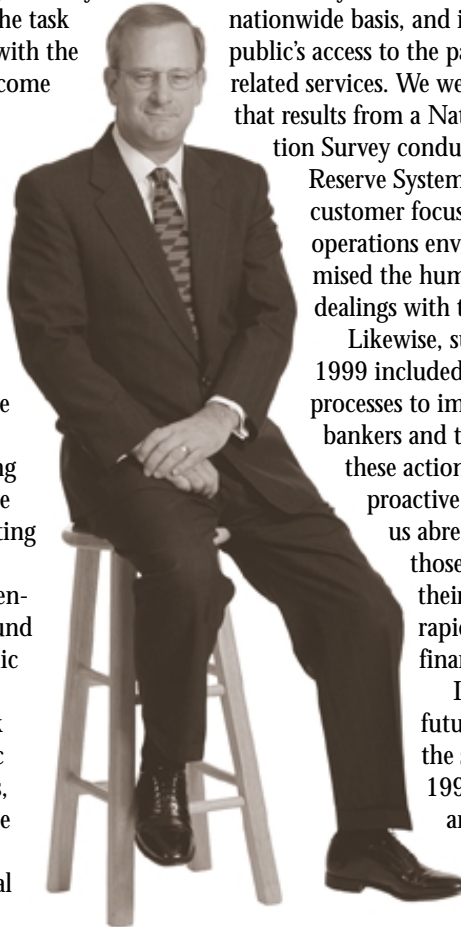 he task
with the
come
e
ng
e
ting
en-
und
ic
k
c
s,
e
al
nationwide basis, and i
public's access to the pa
related services. We we
that results from a Nat
tion Survey condu
Reserve System
customer focus
operations env
mised the hum
dealings with t
Likewise, su
1999 included
processes to im
bankers and t
these action
proactive
us abre
those
their
rapid
finan
L
futu
the s
199
an